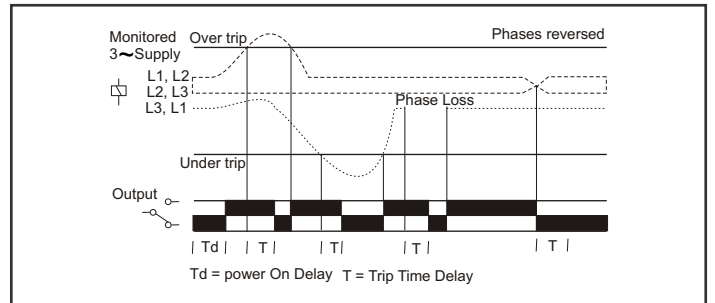 Monitored
3~Supply
Over trip
Phases reversed
L1, L2
L2, L3
L3, L1
Phase Loss
Under trip
Output
Td T T T T
Td = power On Delay T = Trip Time Delay